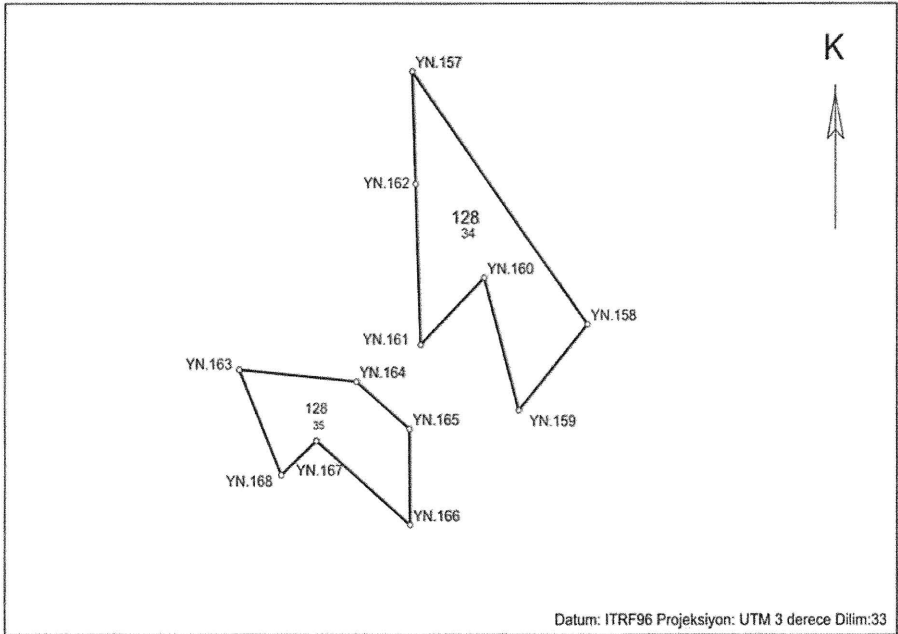 K
YN.157
YN.162
128
34
YN.160
YN.158
YN.161
YN.163
YN.164
YN.159
128
35
YN.165
YN.167
YN.168
YN.166
Datum: ITRF96 Projeksiyon: UTM 3 derece Dilim:33